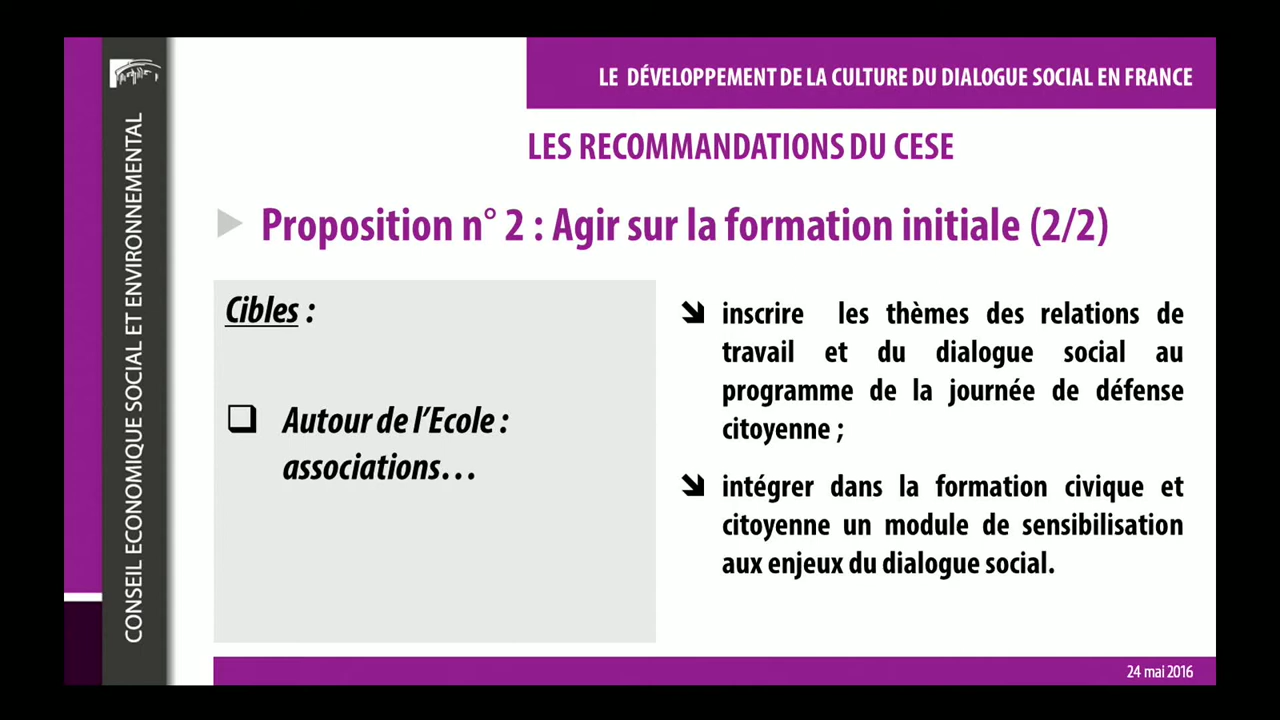 LE DÉVELOPPEMENT DE LA CULTURE DU DIALOGUE SOCIAL EN FRANCE
LES RECOMMANDATIONS DU CESE
Proposition n° 2 : Agir sur la formation initiale (2/2)
Cibles :
Autour de l’Ecole :
associations…
inscrire les thèmes des relations de
travail et du dialogue social au
programme de la journée de défense
citoyenne ;
intégrer dans la formation civique et
citoyenne un module de sensibilisation
aux enjeux du dialogue social.
CONSEIL ECONOMIQUE SOCIAL ET ENVIRONNEMENTAL
24 mai 2016